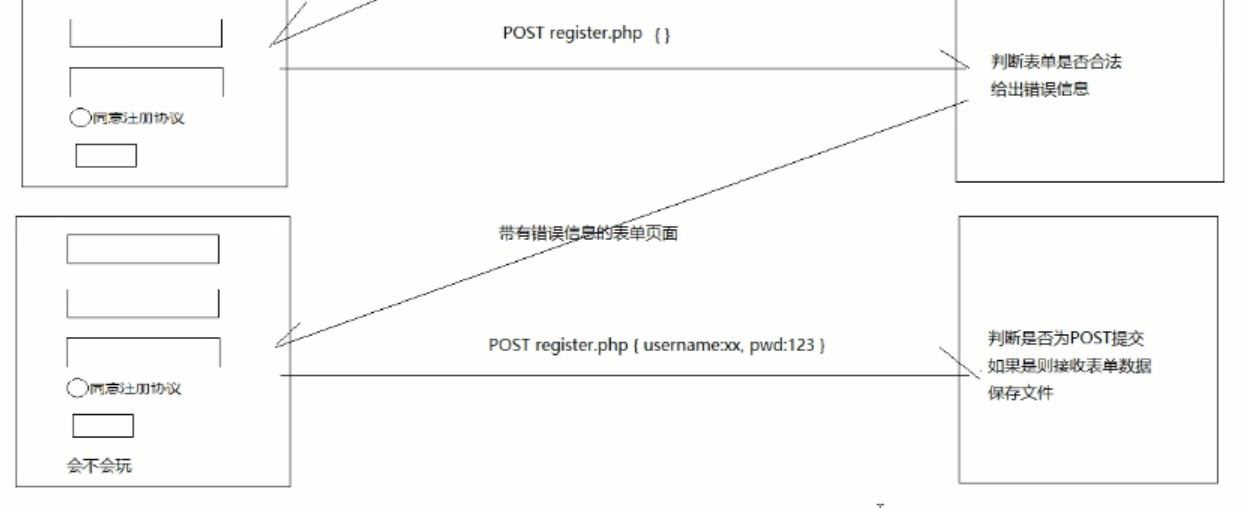 POST register.php { }
判断表单是否合法
给出错误信息
同意注册协议
带有错误信息的表单页面
POST register.php { username:xx, pwd:123 }
判断是否为POST提交
如果是则接收表单数据
保存文件
同意注册协议
会不会玩